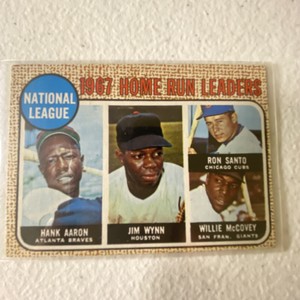 1967 HOME RUN LEADERS
NATIONAL
LEAGUE
RON SANTO
CHICAGO CUBS
HANK AARON
ATLANTA BRAVES
JIM WYNN
HOUSTON
WILLIE McCOVEY
SAN FRAN. GIANTS